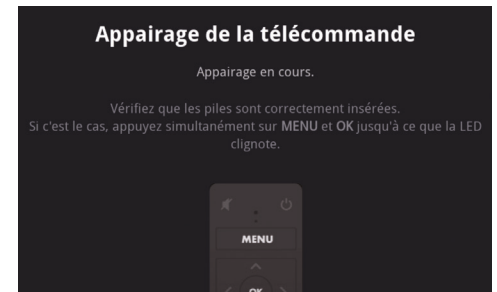 Appairage de la télécommande
Appairage en cours.
Vérifiez que les piles sont correctement insérées.
Si c'est le cas, appuyez simultanément sur MENU et OK jusqu'à ce que la LED
clignote.
MENU
OK